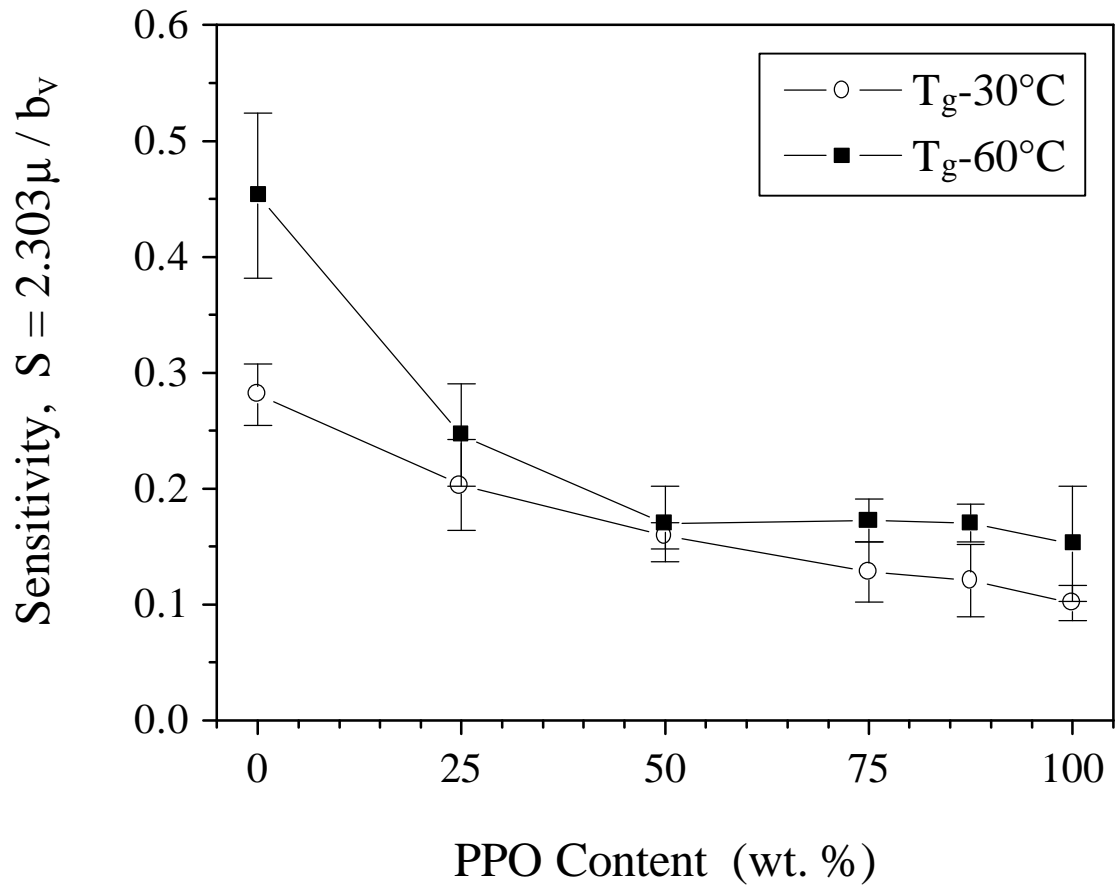 0.6
0.5
0.4
0.3
0.2
0.1
0.0
Sensitivity, S = 2.303μ / bᵥ
T_g-30°C
T_g-60°C
0 25 50 75 100
PPO Content (wt. %)